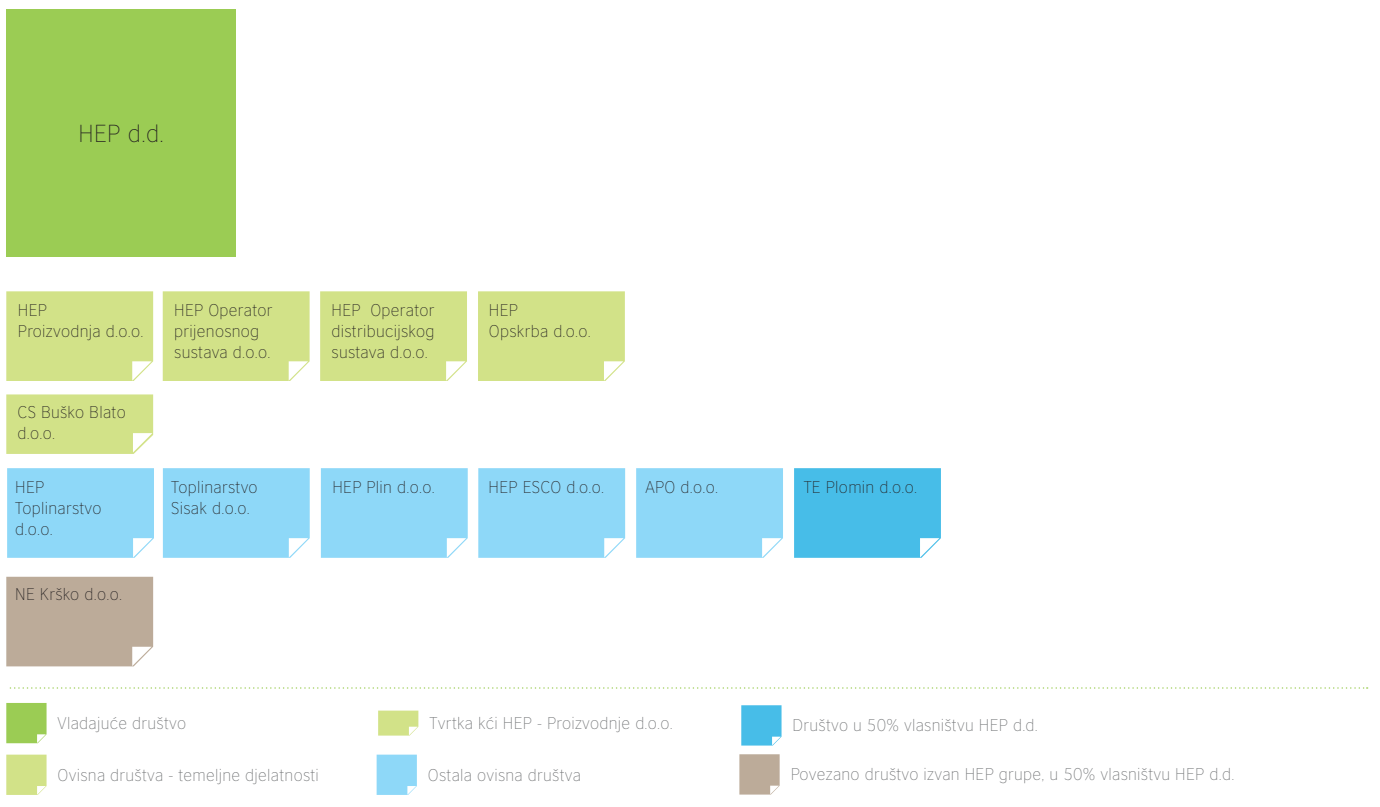 HEP d.d.
HEP
Proizvodnja d.o.o.
HEP Operator
prijenosnog
sustava d.o.o.
HEP Operator
distribucijskog
sustava d.o.o.
HEP
Opskrba d.o.o.
CS Buško Blato
d.o.o.
HEP
Toplinarstvo
d.o.o.
Toplinarstvo
Sisak d.o.o.
HEP Plin d.o.o.
HEP ESCO d.o.o.
APO d.o.o.
TE Plomin d.o.o.
NE Krško d.o.o.
Vladajuće društvo
Tvrtka kći HEP - Proizvodnje d.o.o.
Društvo u 50% vlasništvu HEP d.d.
Ovisna društva - temeljne djelatnosti
Ostala ovisna društva
Povezano društvo izvan HEP grupe, u 50% vlasništvu HEP d.d.